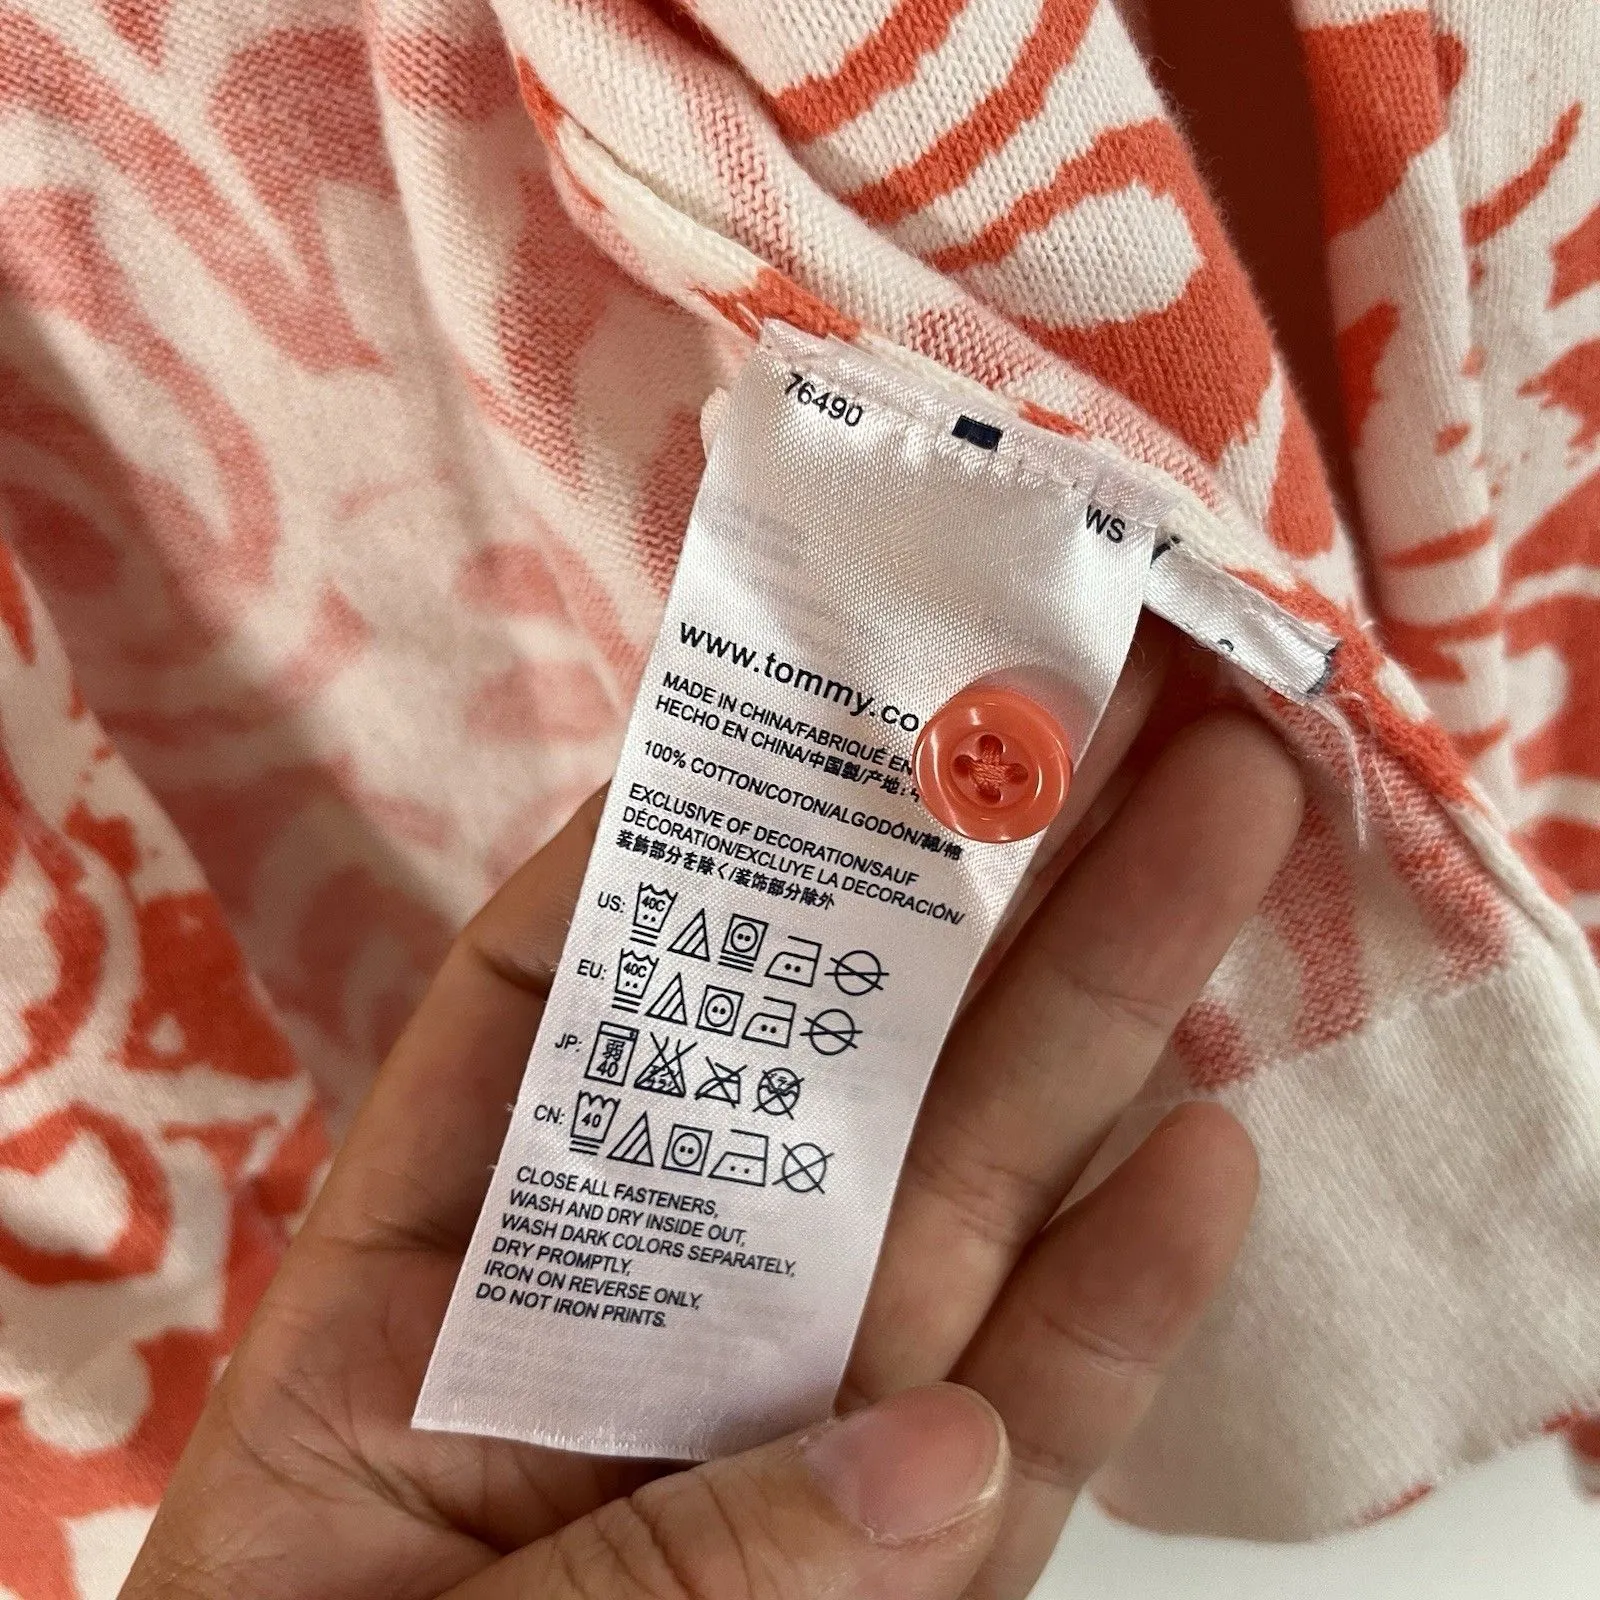 76490
WS
www.tommy.co
MADE IN CHINA/FABRIQUÉ EN
HECHO EN CHINA/中国製/产地:
100% COTTON/COTON/ALGODÓN/綿/棉
EXCLUSIVE OF DECORATION/SAUF
DÉCORATION/EXCLUYE LA DECORACIÓN/
装飾部分を除く/装饰部分除外
US: 40C
EU: 40C
JP: 弱 40
CN: 40
CLOSE ALL FASTENERS,
WASH AND DRY INSIDE OUT,
WASH DARK COLORS SEPARATELY,
DRY PROMPTLY,
IRON ON REVERSE ONLY,
DO NOT IRON PRINTS.